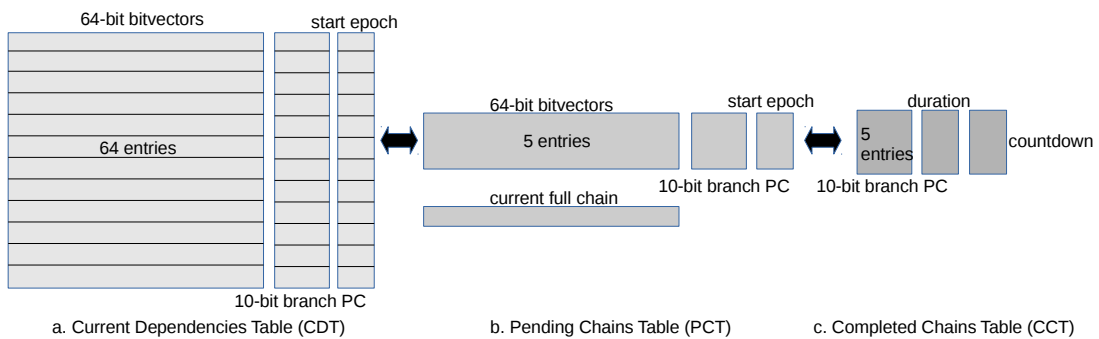 64-bit bitvectors
start epoch
64 entries
10-bit branch PC
a. Current Dependencies Table (CDT)
64-bit bitvectors
start epoch
5 entries
10-bit branch PC
current full chain
b. Pending Chains Table (PCT)
duration
5
entries
countdown
10-bit branch PC
c. Completed Chains Table (CCT)